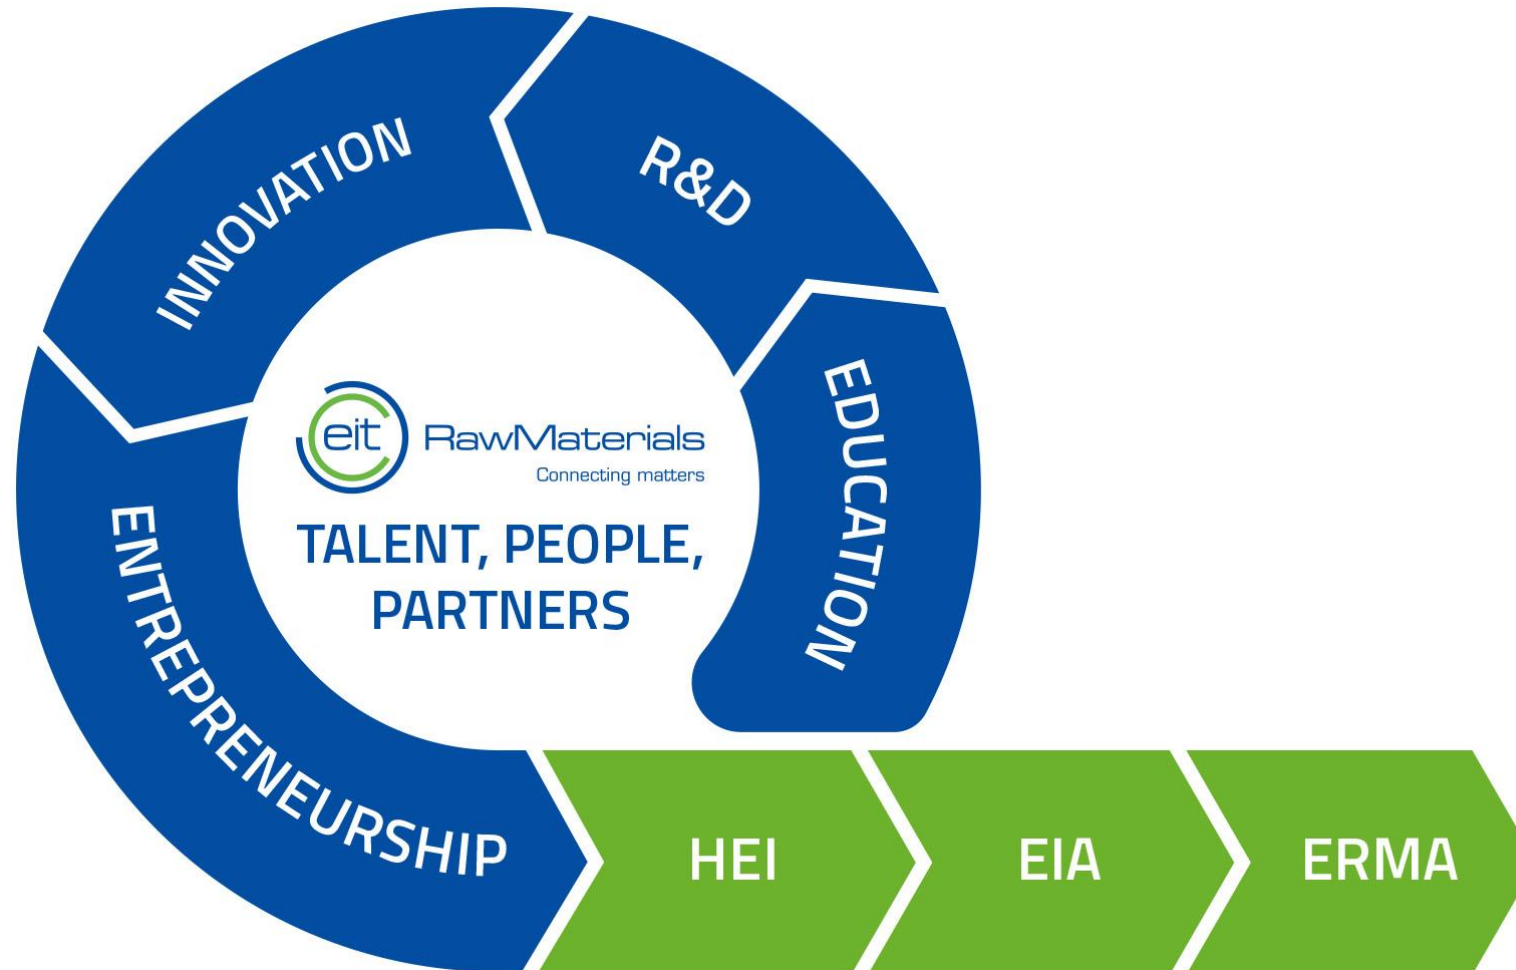 INNOVATION
R&D
EDUCATION
eit RawMaterials
Connecting matters
TALENT, PEOPLE,
PARTNERS
ENTREPRENEURSHIP
HEI
EIA
ERMA